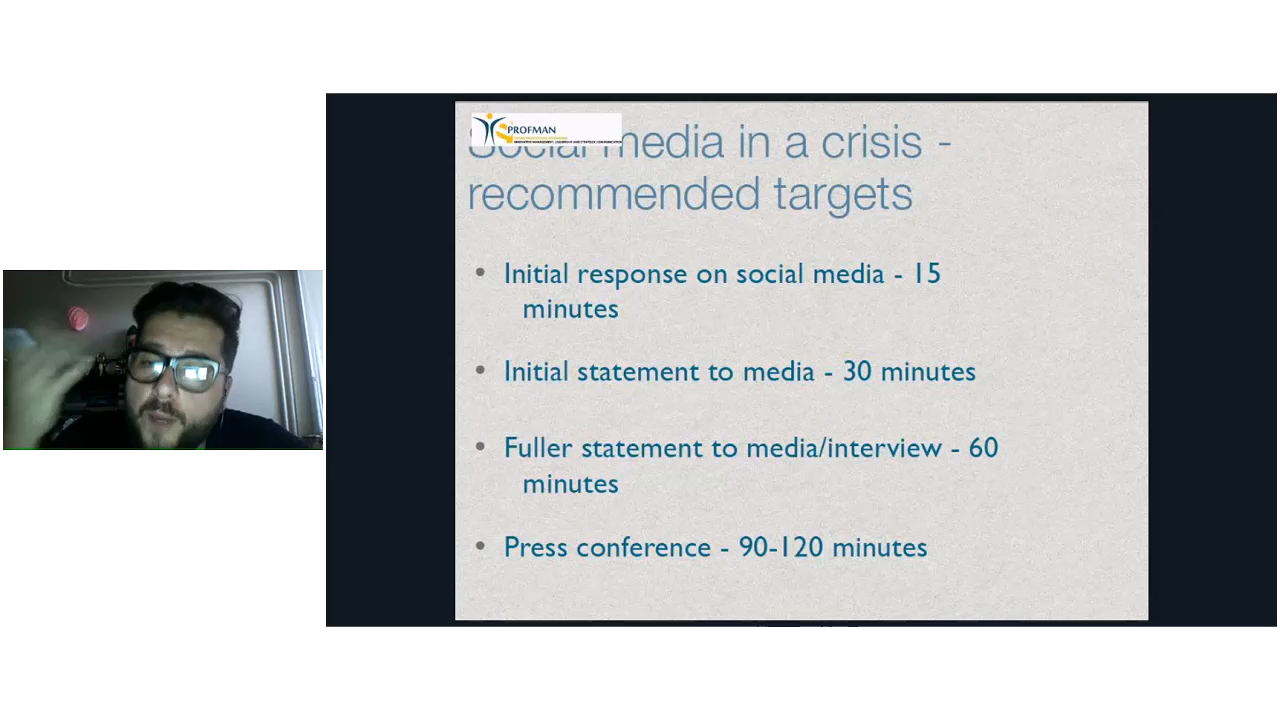 PROFMAN
Social media in a crisis -
recommended targets
• Initial response on social media - 15
minutes
• Initial statement to media - 30 minutes
• Fuller statement to media/interview - 60
minutes
• Press conference - 90-120 minutes